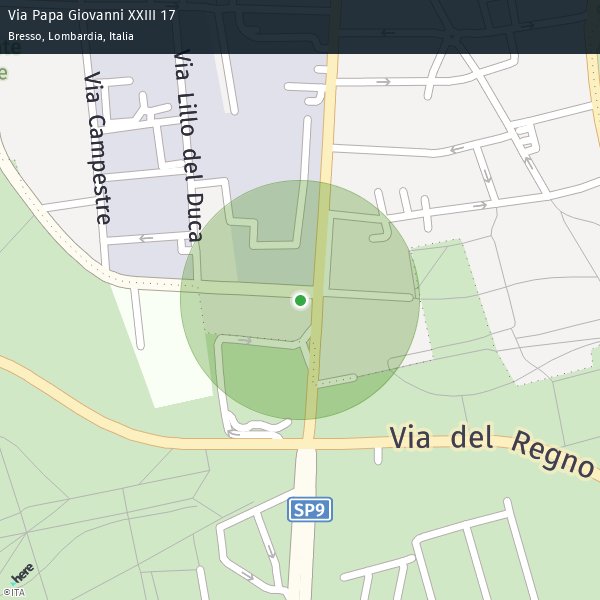 Via Papa Giovanni XXIII 17
Bresso, Lombardia, Italia
Via Campestre
Via Lillo del Duca
Via del Regno
SP9
here
©ITA